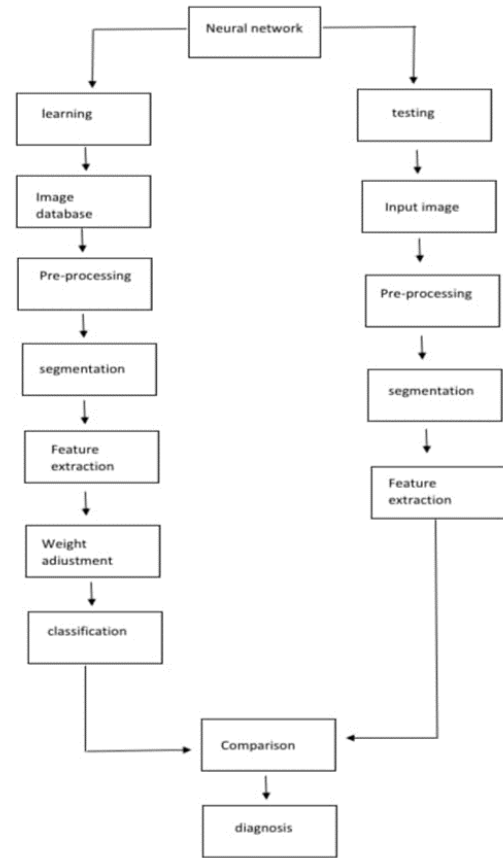 Neural network
learning
Image
database
Pre-processing
segmentation
Feature
extraction
Weight
adiustment
classification
testing
Input image
Pre-processing
segmentation
Feature
extraction
Comparison
diagnosis